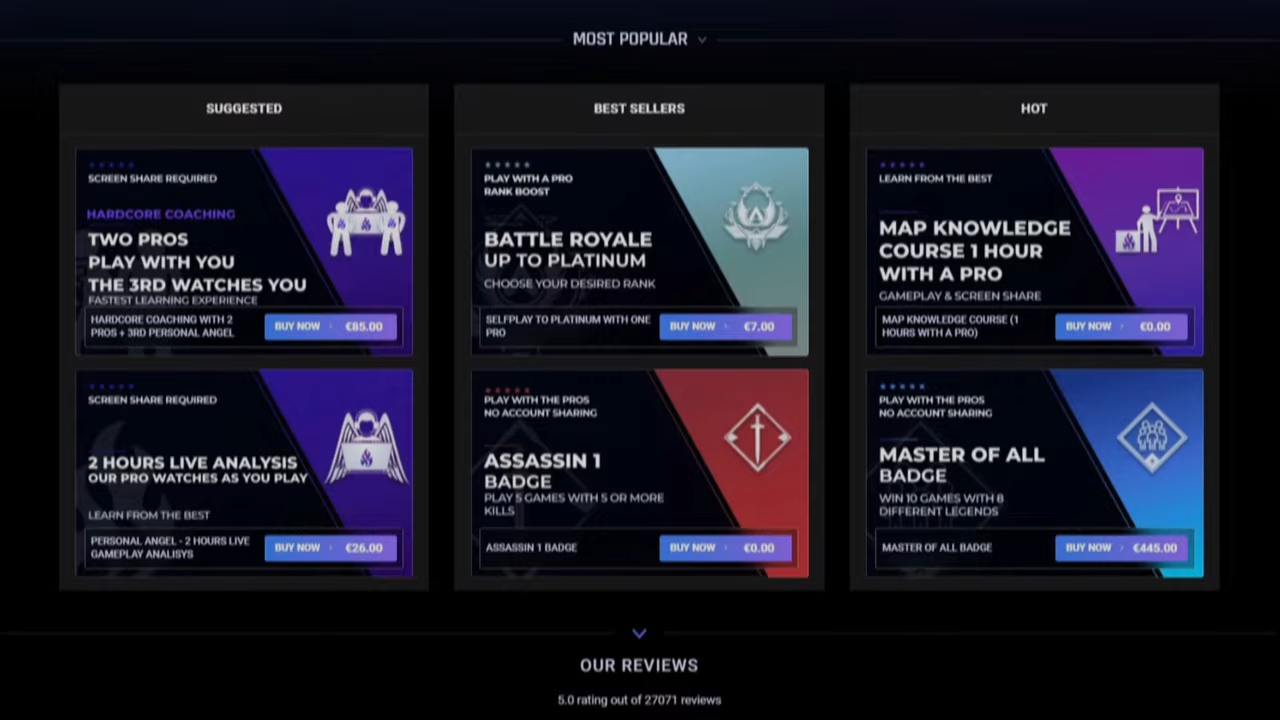 MOST POPULAR
SUGGESTED
SCREEN SHARE REQUIRED
HARDCORE COACHING
TWO PROS
PLAY WITH YOU
THE 3RD WATCHES YOU
FASTEST LEARNING EXPERIENCE
HARDCORE COACHING WITH 2
PROS + 3RD PERSONAL ANGEL
BUY NOW €85.00
SCREEN SHARE REQUIRED
2 HOURS LIVE ANALYSIS
OUR PRO WATCHES AS YOU PLAY
LEARN FROM THE BEST
PERSONAL ANGEL - 2 HOURS LIVE
GAMEPLAY ANALISYS
BUY NOW €26.00
BEST SELLERS
PLAY WITH A PRO
RANK BOOST
BATTLE ROYALE
UP TO PLATINUM
CHOOSE YOUR DESIRED RANK
SELFPLAY TO PLATINUM WITH ONE
PRO
BUY NOW €7.00
PLAY WITH THE PROS
NO ACCOUNT SHARING
ASSASSIN 1
BADGE
PLAY 5 GAMES WITH 5 OR MORE
KILLS
ASSASSIN 1 BADGE
BUY NOW €0.00
HOT
LEARN FROM THE BEST
MAP KNOWLEDGE
COURSE 1 HOUR
WITH A PRO
GAMEPLAY & SCREEN SHARE
MAP KNOWLEDGE COURSE (1
HOURS WITH A PRO)
BUY NOW €0.00
PLAY WITH THE PROS
NO ACCOUNT SHARING
MASTER OF ALL
BADGE
WIN 10 GAMES WITH 8
DIFFERENT LEGENDS
MASTER OF ALL BADGE
BUY NOW €445.00
OUR REVIEWS
5.0 rating out of 27071 reviews